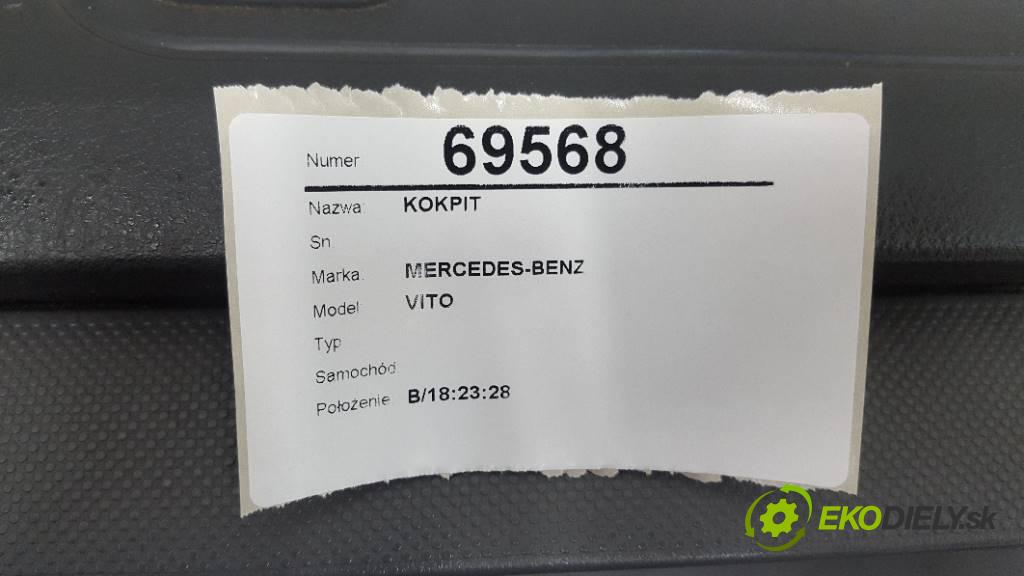 Numer 69568
Nazwa: KOKPIT
Sn
Marka: MERCEDES-BENZ
Model VITO
Typ
Samochód
Położenie B/18:23:28
EKODIELY.sk